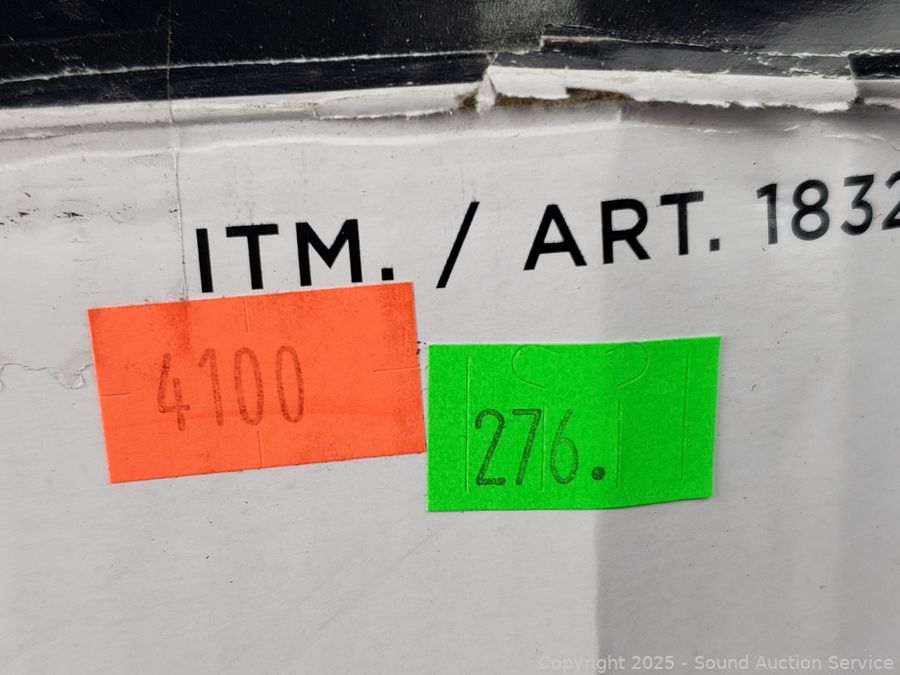 ITM. / ART. 1832
4100
276.
Copyright © 2025 - Sound Auction Service